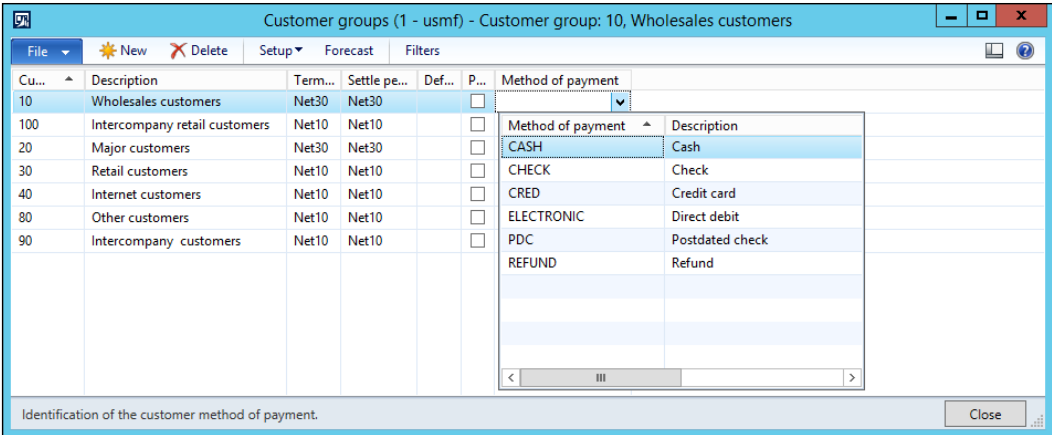 Customer groups (1 - usmf) - Customer group: 10, Wholesales customers
File New Delete Setup Forecast Filters
Cu... Description Term... Settle pe... Def... P... Method of payment
10 Wholesales customers Net30 Net30
100 Intercompany retail customers Net10 Net10
Method of payment Description
20 Major customers Net30 Net30
CASH Cash
30 Retail customers Net10 Net10
CHECK Check
40 Internet customers Net10 Net10
CRED Credit card
80 Other customers Net10 Net10
ELECTRONIC Direct debit
90 Intercompany customers Net10 Net10
PDC Postdated check
REFUND Refund
Identification of the customer method of payment.
Close